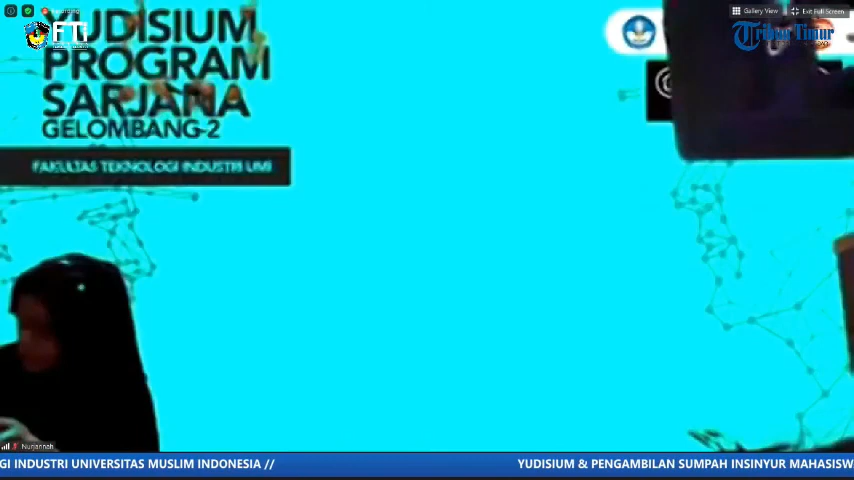 Recording
Gallery View
Exit Full Screen
FTI
Tribun Timur
YUDISIUM
PROGRAM
SARJANA
GELOMBANG-2
FAKULTAS TEKNOLOGI INDUSTRI UMI
Nurjannah
GI INDUSTRI UNIVERSITAS MUSLIM INDONESIA //
YUDISIUM & PENGAMBILAN SUMPAH INSINYUR MAHASISW